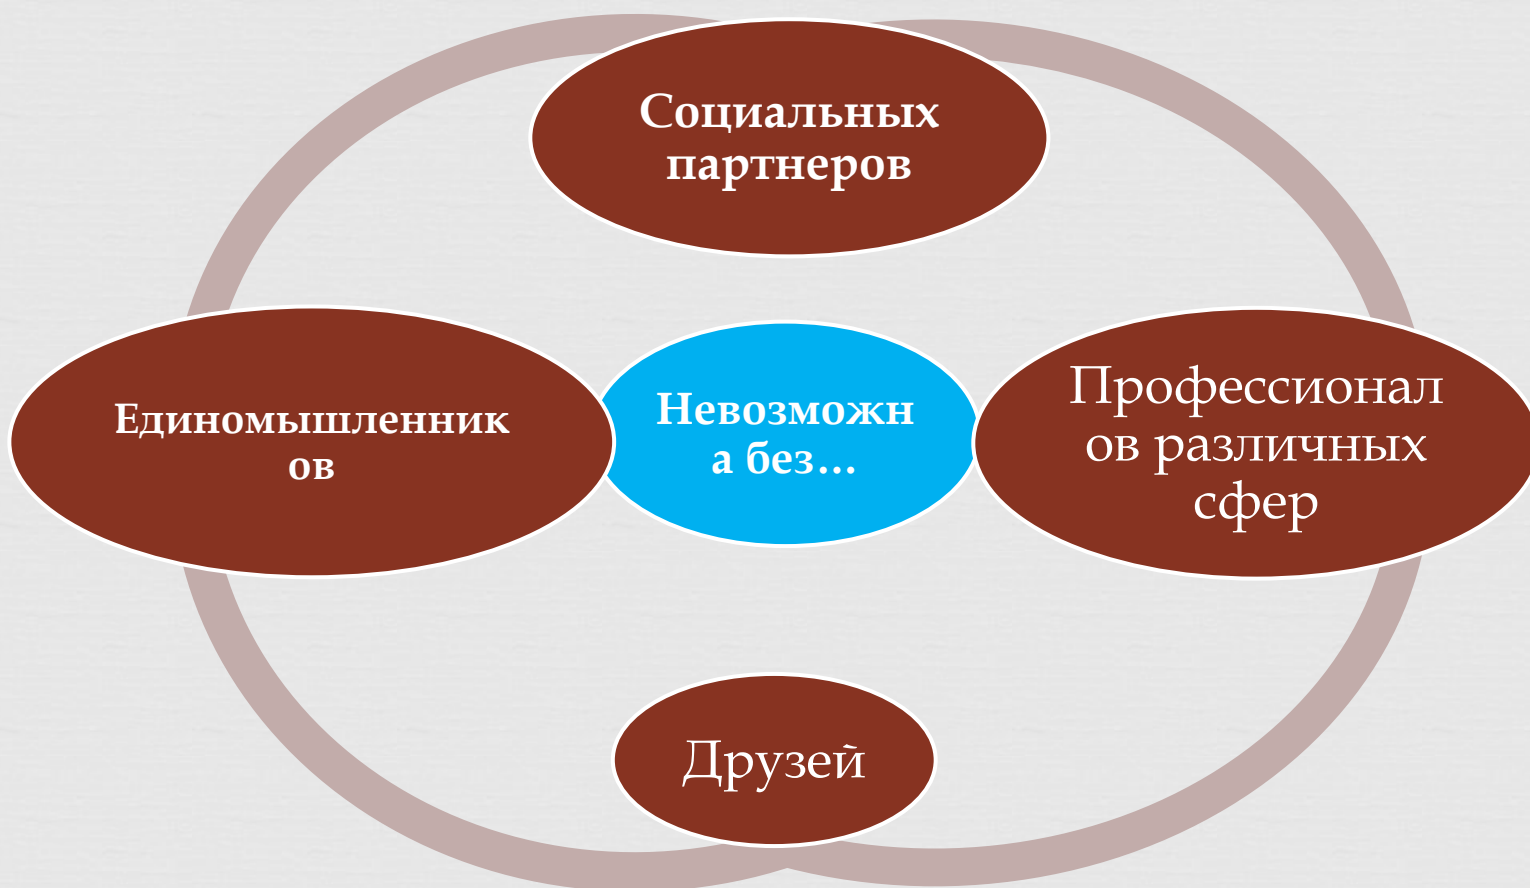 Социальных
партнеров
Единомышленник
ов
Невозможн
а без...
Профессионал
ов различных
сфер
Друзей